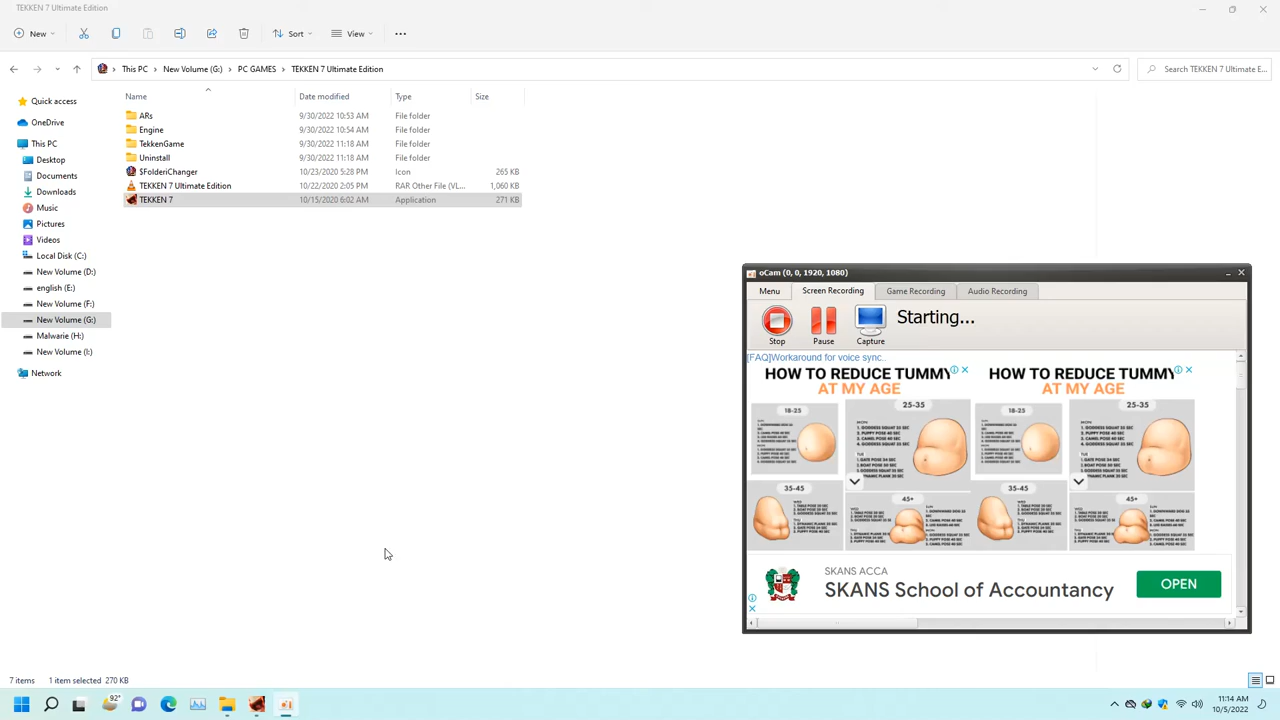 TEKKEN 7 Ultimate Edition
New
Sort
View
This PC > New Volume (G:) > PC GAMES > TEKKEN 7 Ultimate Edition
Search TEKKEN 7 Ultimate E...
Quick access
OneDrive
This PC
Desktop
Documents
Downloads
Music
Pictures
Videos
Local Disk (C:)
New Volume (D:)
english (E:)
New Volume (F:)
New Volume (G:)
Malwarie (H:)
New Volume (I:)
Network
Name Date modified Type Size
ARs 9/30/2022 10:53 AM File folder
Engine 9/30/2022 10:54 AM File folder
TekkenGame 9/30/2022 11:18 AM File folder
Uninstall 9/30/2022 11:18 AM File folder
$FolderiChanger 10/23/2020 5:28 PM Icon 265 KB
TEKKEN 7 Ultimate Edition 10/22/2020 2:05 PM RAR Other File (VL... 1,060 KB
TEKKEN 7 10/15/2020 6:02 AM Application 271 KB
oCam (0, 0, 1920, 1080)
Menu Screen Recording Game Recording Audio Recording
Stop Pause Capture Starting...
[FAQ]Workaround for voice sync..
HOW TO REDUCE TUMMY
AT MY AGE
18-25 25-35
35-45 45+
HOW TO REDUCE TUMMY
AT MY AGE
18-25 25-35
35-45 45+
SKANS ACCA
SKANS School of Accountancy
OPEN
7 items 1 item selected 270 KB
92°
11:14 AM
10/5/2022